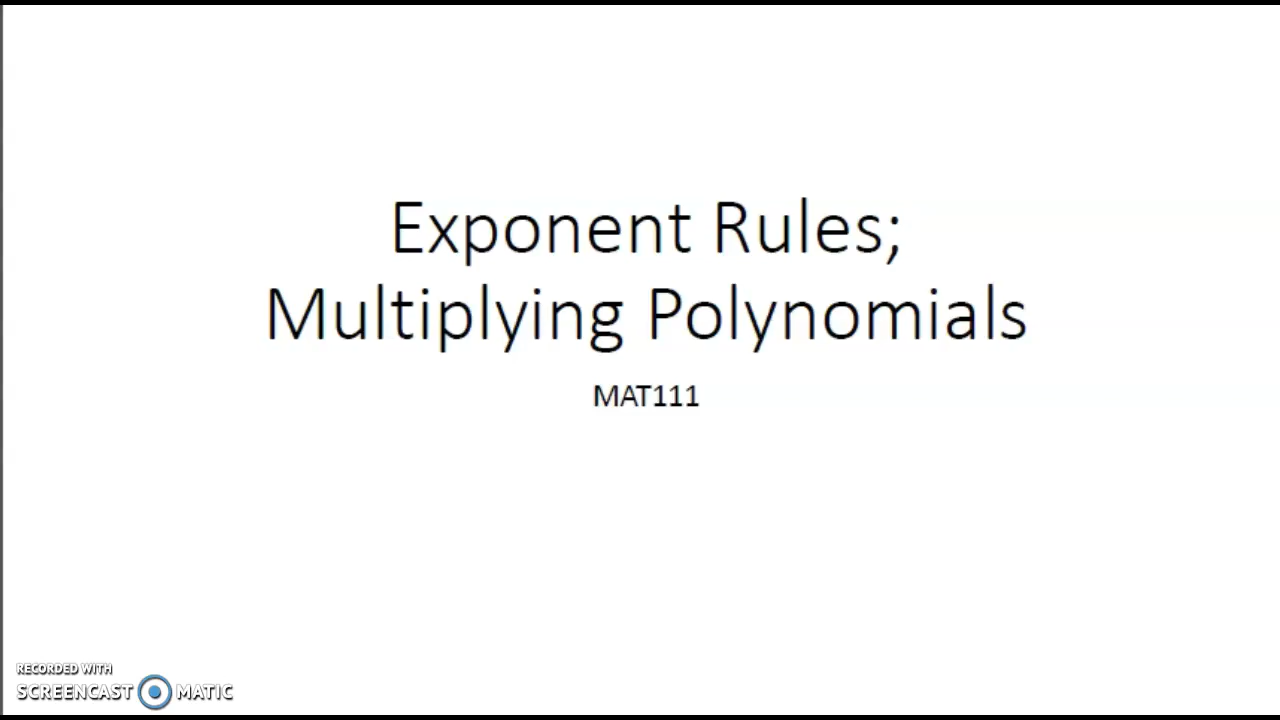 Exponent Rules;
Multiplying Polynomials
MAT111
RECORDED WITH
SCREENCAST MATIC